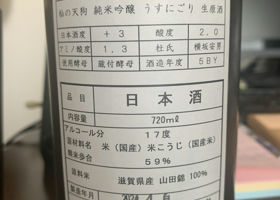 松の天狗 純米吟醸 うすにごり 生原酒
日本酒度 +3 酸度 2.0
アミノ酸度 1.3 杜氏 横坂安男
使用酵母 蔵付酵母 酒造年度 5BY
品目 日本酒
内容量 720ml
アルコール分 17度
原材料名 米(国産)米こうじ(国産米)
精米歩合 59%
原料米 滋賀県産 山田錦 100%
製造年月 2024.4